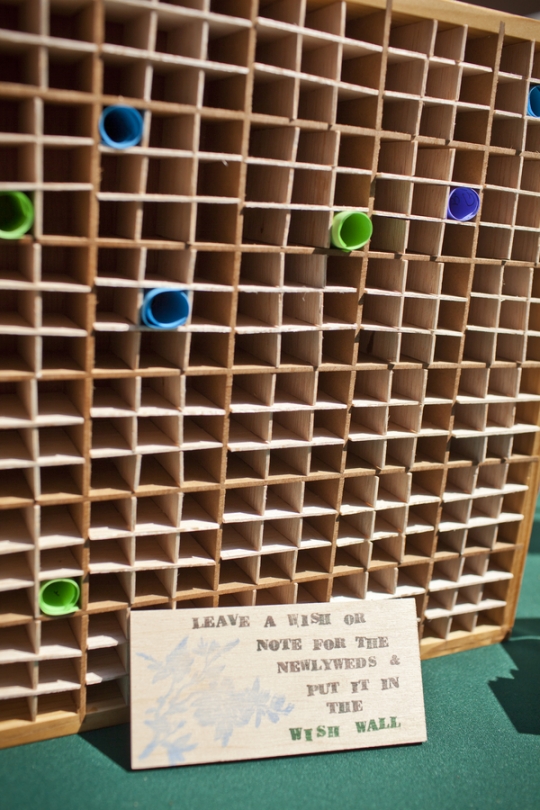 LEAVE A WISH OR
NOTE FOR THE
NEWLYWEDS &
PUT IT IN
THE
WISH WALL